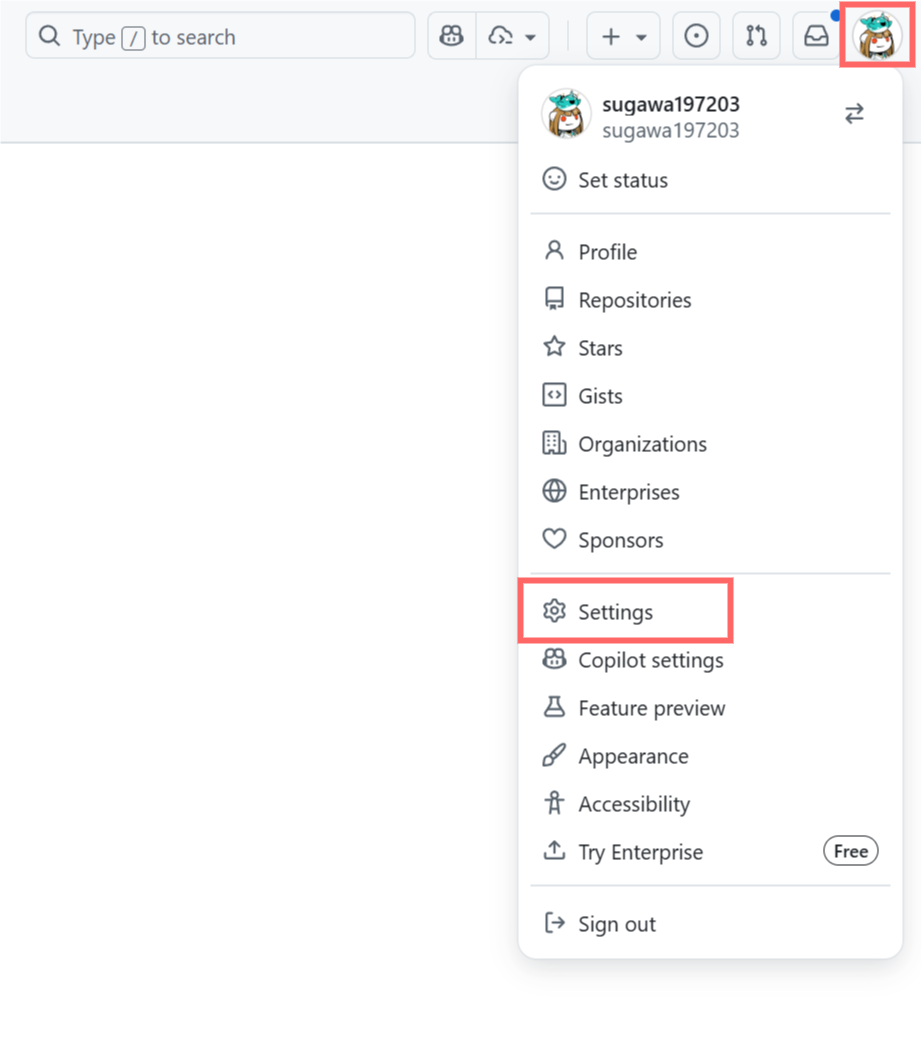 Type / to search
sugawa197203
sugawa197203
Set status
Profile
Repositories
Stars
Gists
Organizations
Enterprises
Sponsors
Settings
Copilot settings
Feature preview
Appearance
Accessibility
Try Enterprise Free
Sign out